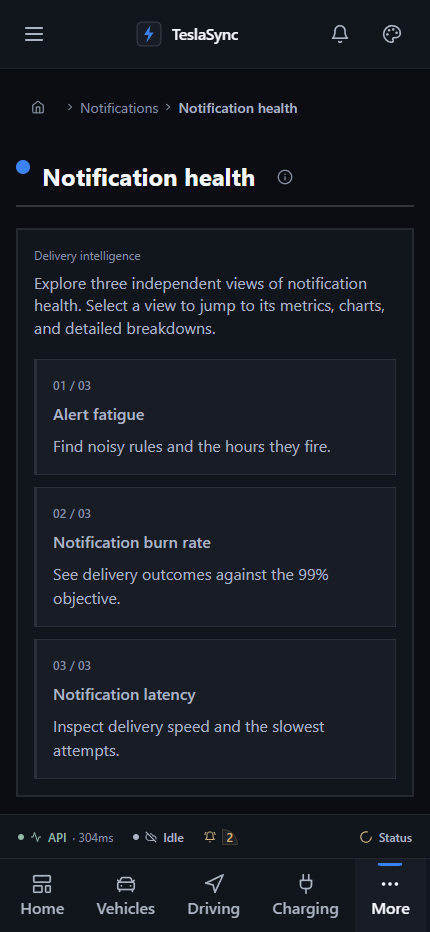 TeslaSync
Notifications
Notification health
Notification health
Delivery intelligence
Explore three independent views of notification
health. Select a view to jump to its metrics, charts,
and detailed breakdowns.
01 / 03
Alert fatigue
Find noisy rules and the hours they fire.
02 / 03
Notification burn rate
See delivery outcomes against the 99%
objective.
03 / 03
Notification latency
Inspect delivery speed and the slowest
attempts.
API · 304ms
Idle
2
Status
Home
Vehicles
Driving
Charging
More